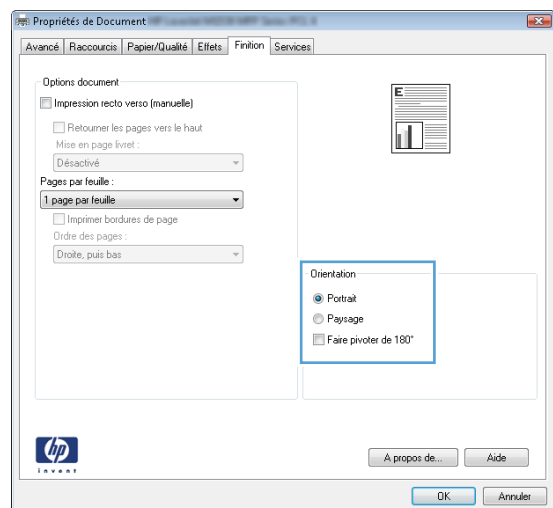 Propriétés de Document
Avancé Raccourcis Papier/Qualité Effets Finition Services
Options document
Impression recto verso (manuelle)
Retourner les pages vers le haut
Mise en page livret :
Désactivé
Pages par feuille :
1 page par feuille
Imprimer bordures de page
Ordre des pages :
Droite, puis bas
E
Orientation
Portrait
Paysage
Faire pivoter de 180°
hp
invent
A propos de... Aide
OK Annuler